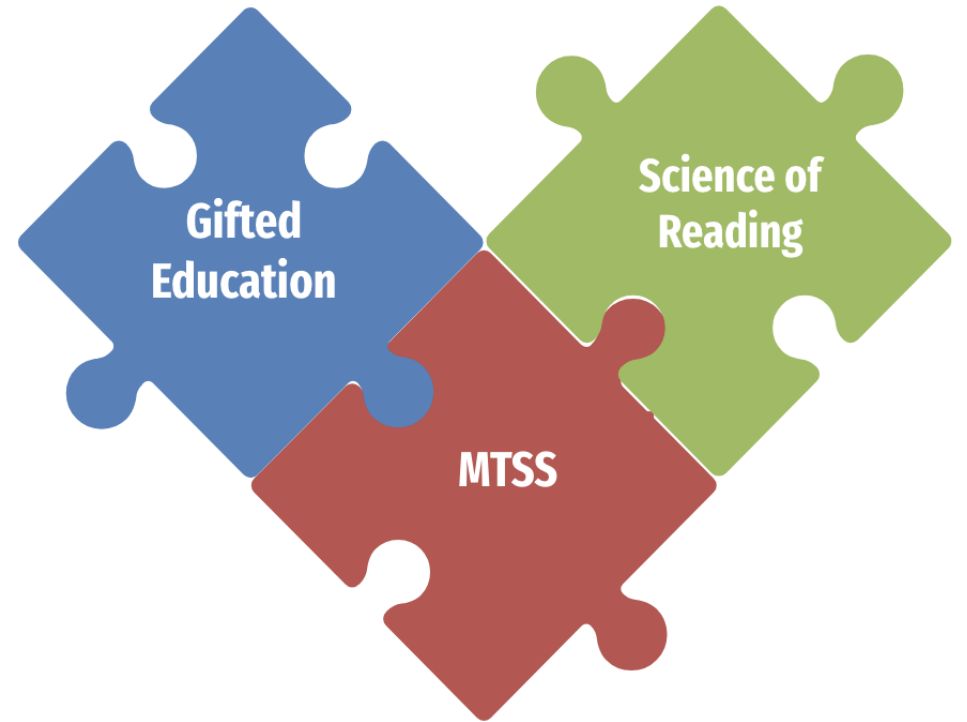 Gifted
Education
Science of
Reading
MTSS